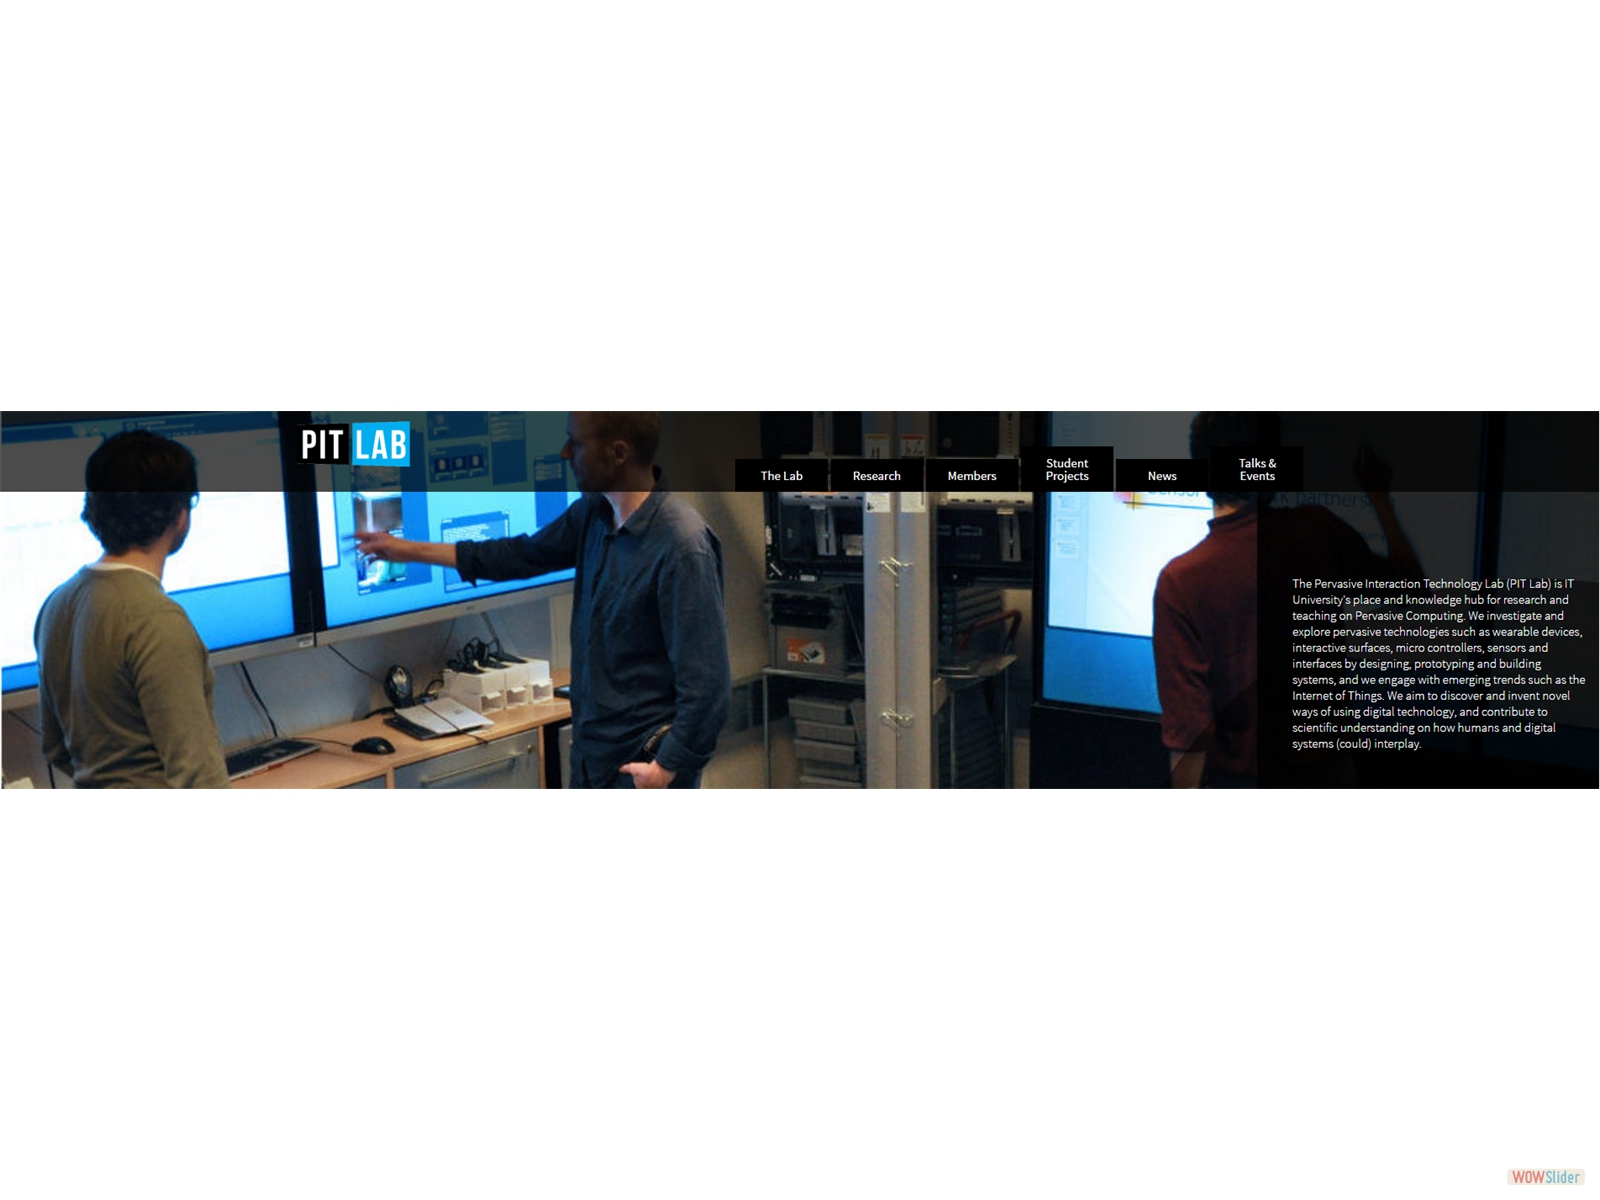 PIT LAB
The Lab
Research
Members
Student
Projects
News
Talks &
Events
partnersh
The Pervasive Interaction Technology Lab (PIT Lab) is IT
University's place and knowledge hub for research and
teaching on Pervasive Computing. We investigate and
explore pervasive technologies such as wearable devices,
interactive surfaces, micro controllers, sensors and
interfaces by designing, prototyping and building
systems, and we engage with emerging trends such as the
Internet of Things. We aim to discover and invent novel
ways of using digital technology, and contribute to
scientific understanding on how humans and digital
systems (could) interplay.
WOWSlider